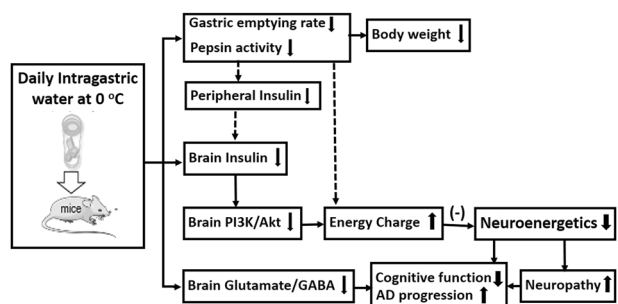 Gastric emptying rate↓
Pepsin activity ↓
Body weight ↓
Daily Intragastric
water at 0 °C
mice
Peripheral Insulin↓
Brain Insulin ↓
Brain PI3K/Akt ↓
Energy Charge ↑
(-)
Neuroenergetics ↓
Brain Glutamate/GABA ↓
Cognitive function↓
AD progression ↑
Neuropathy ↑